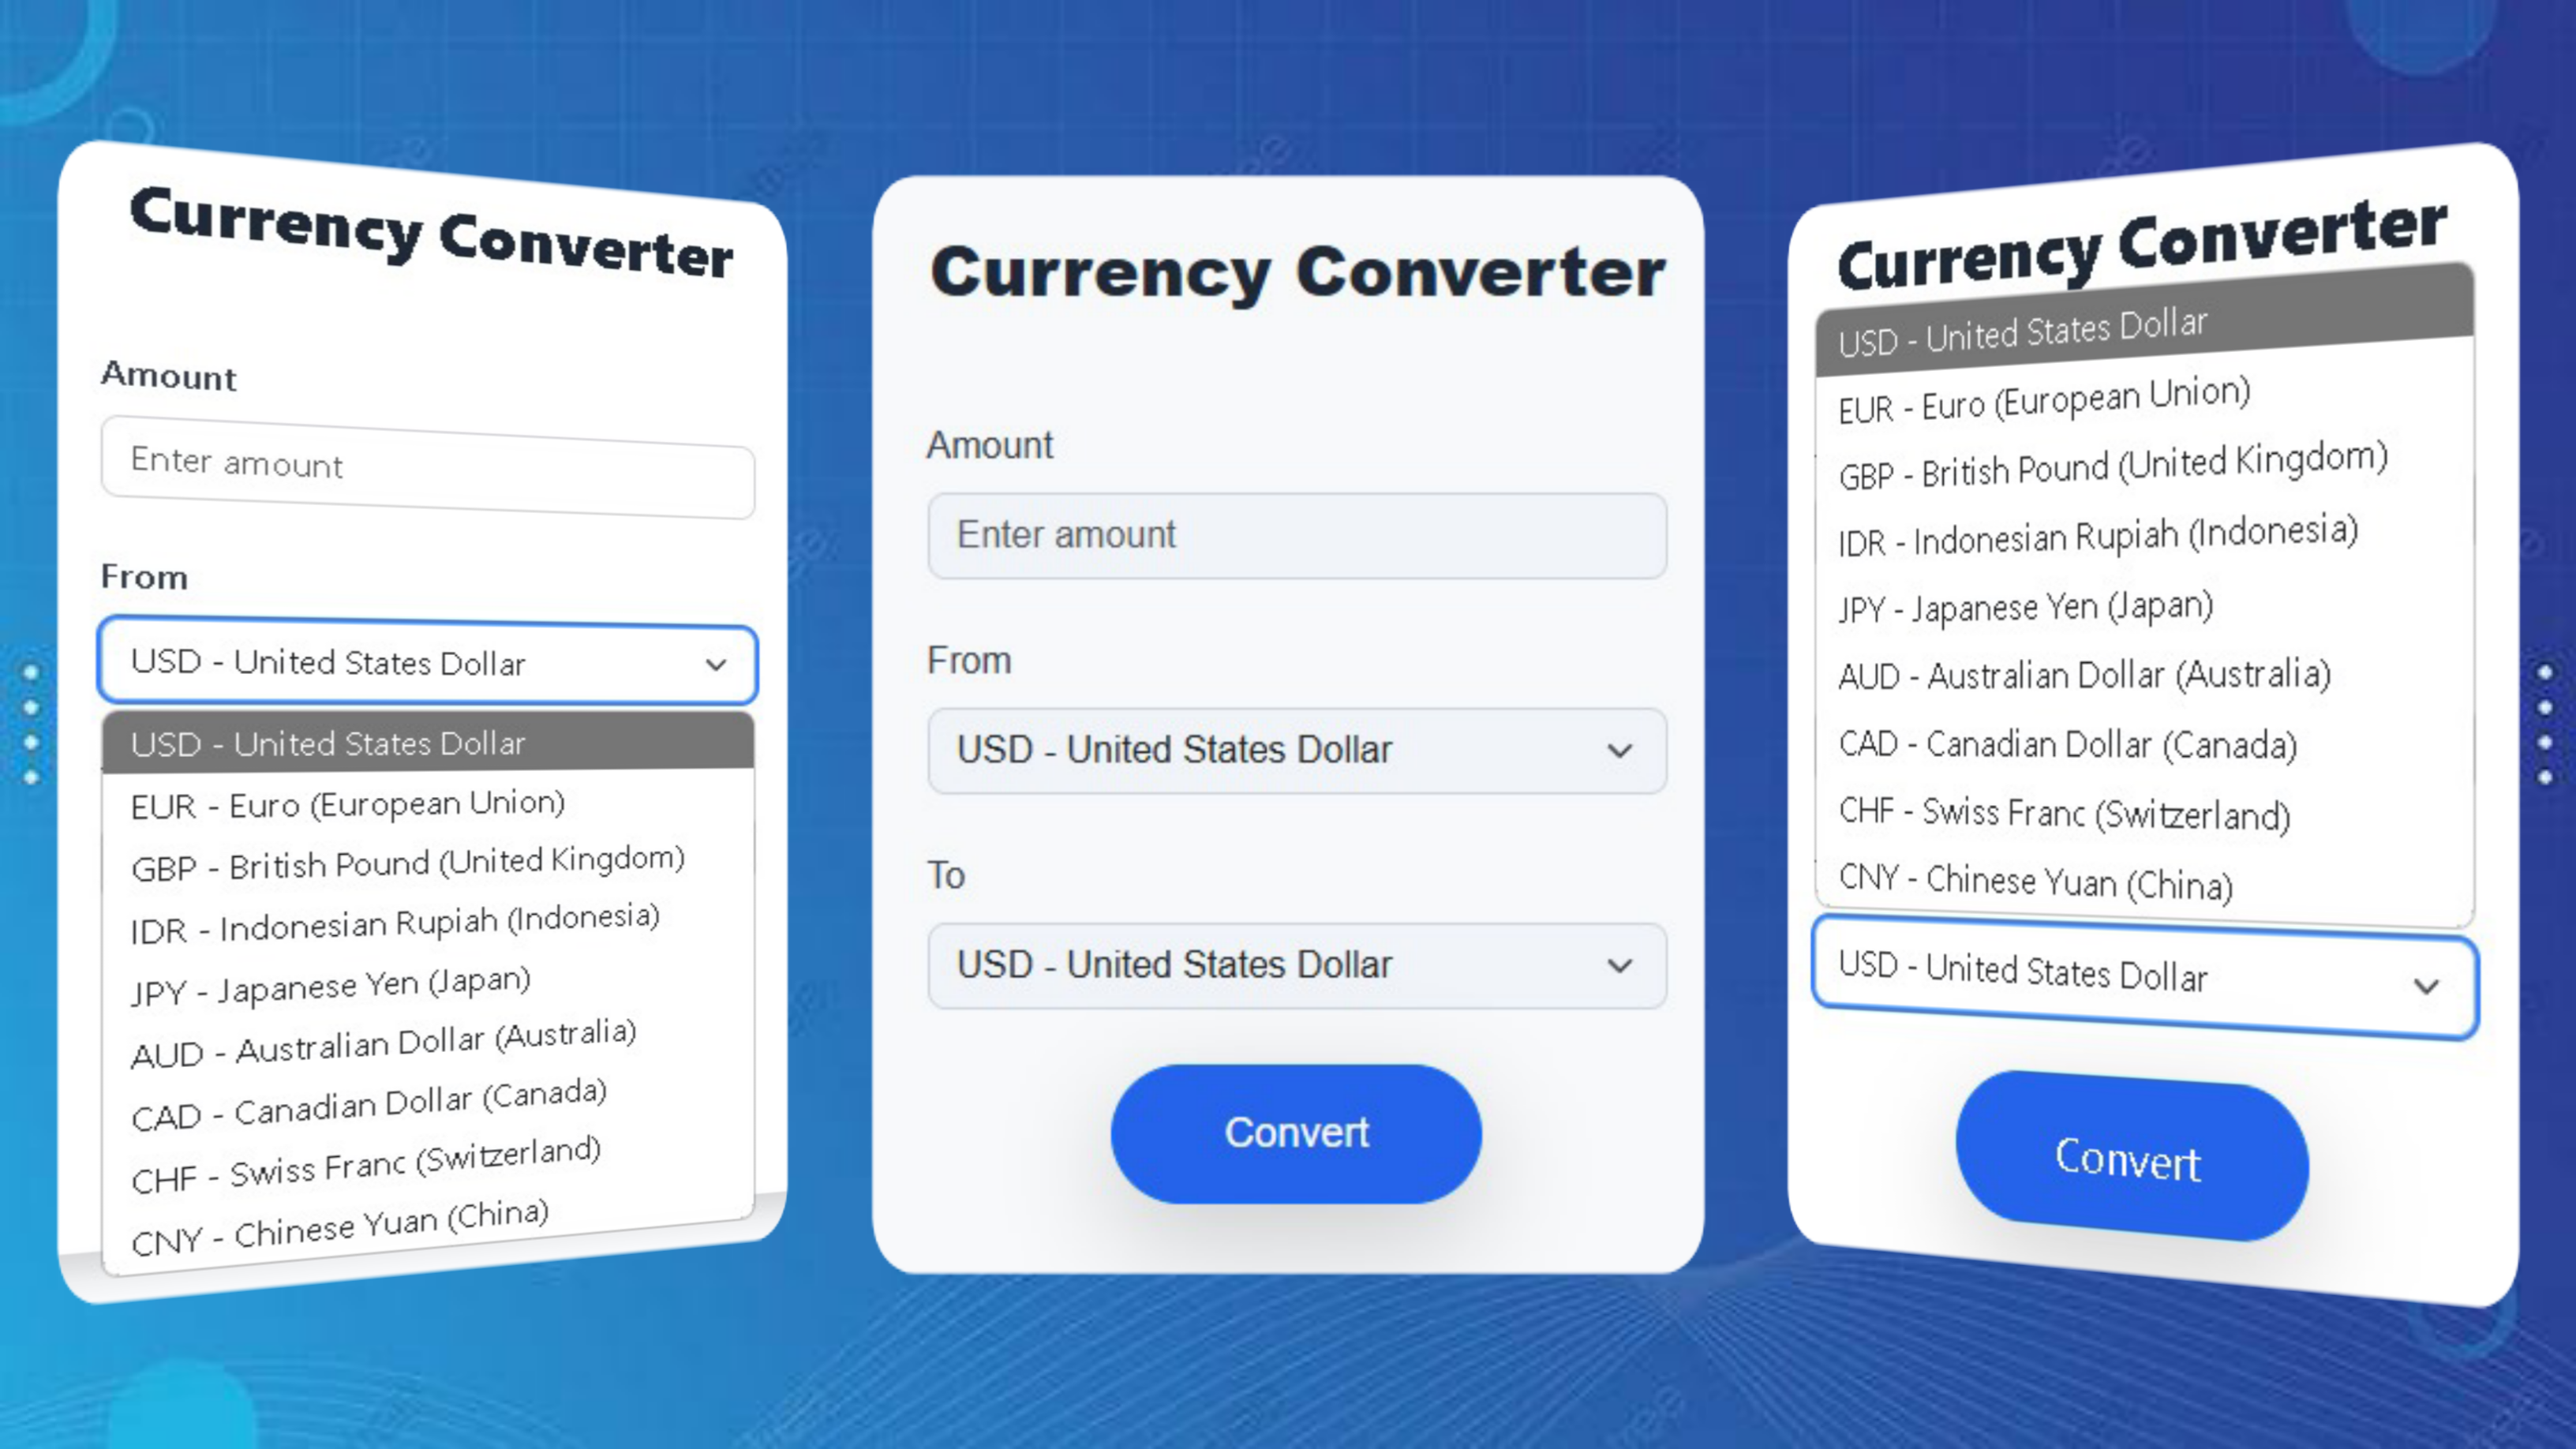 Currency Converter
Amount
Enter amount
From
USD - United States Dollar
USD - United States Dollar
EUR - Euro (European Union)
GBP - British Pound (United Kingdom)
IDR - Indonesian Rupiah (Indonesia)
JPY - Japanese Yen (Japan)
AUD - Australian Dollar (Australia)
CAD - Canadian Dollar (Canada)
CHF - Swiss Franc (Switzerland)
CNY - Chinese Yuan (China)
Currency Converter
Amount
Enter amount
From
USD - United States Dollar
To
USD - United States Dollar
Convert
Currency Converter
USD - United States Dollar
EUR - Euro (European Union)
GBP - British Pound (United Kingdom)
IDR - Indonesian Rupiah (Indonesia)
JPY - Japanese Yen (Japan)
AUD - Australian Dollar (Australia)
CAD - Canadian Dollar (Canada)
CHF - Swiss Franc (Switzerland)
CNY - Chinese Yuan (China)
USD - United States Dollar
Convert